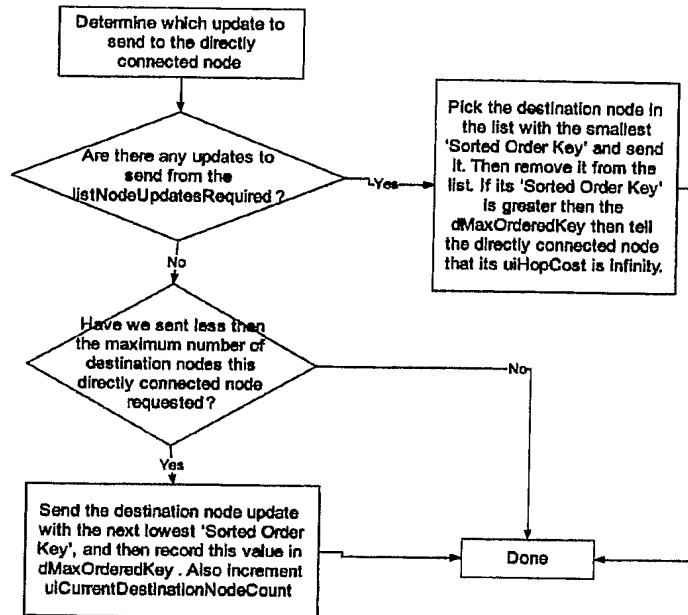 Determine which update to
send to the directly
connected node
Are there any updates to
send from the
listNodeUpdatesRequired ?
Yes
Pick the destination node in
the list with the smallest
'Sorted Order Key' and send
it. Then remove it from the
list. If its 'Sorted Order Key'
is greater then the
dMaxOrderedKey then tell
the directly connected node
that its uiHopCost is infinity.
No
Have we sent less then
the maximum number of
destination nodes this
directly connected node
requested ?
No
Yes
Send the destination node update
with the next lowest 'Sorted Order
Key', and then record this value in
dMaxOrderedKey . Also increment
uiCurrentDestinationNodeCount
Done